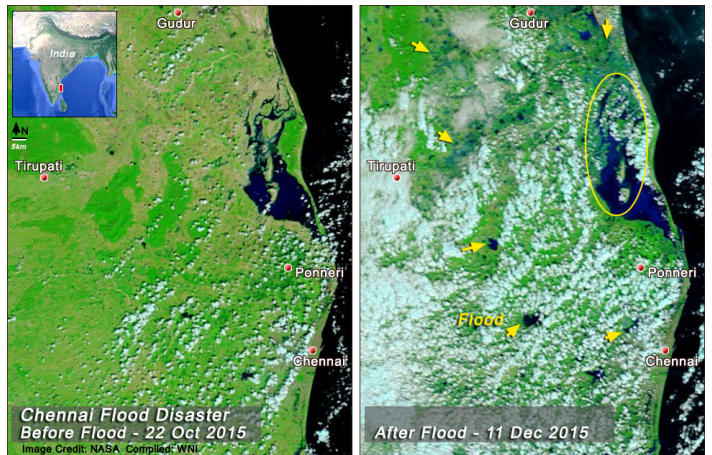 Gudur
India
N
5km
Tirupati
Ponneri
Chennai
Chennai Flood Disaster
Before Flood - 22 Oct 2015
Image Credit: NASA Compiled: WNI
Gudur
Tirupati
Ponneri
Flood
Chennai
After Flood - 11 Dec 2015